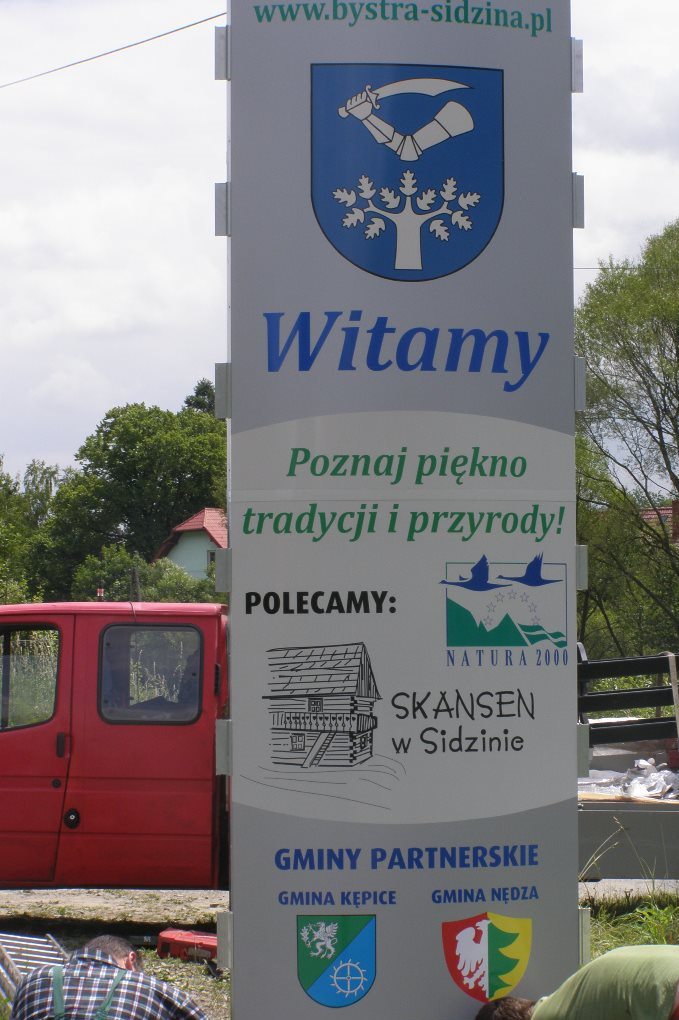 www.bystra-sidzina.pl
Witamy
Poznaj piękno
tradycji i przyrody!
POLECAMY:
NATURA 2000
SKANSEN
w Sidzinie
GMINY PARTNERSKIE
GMINA KĘPICE
GMINA NĘDZA